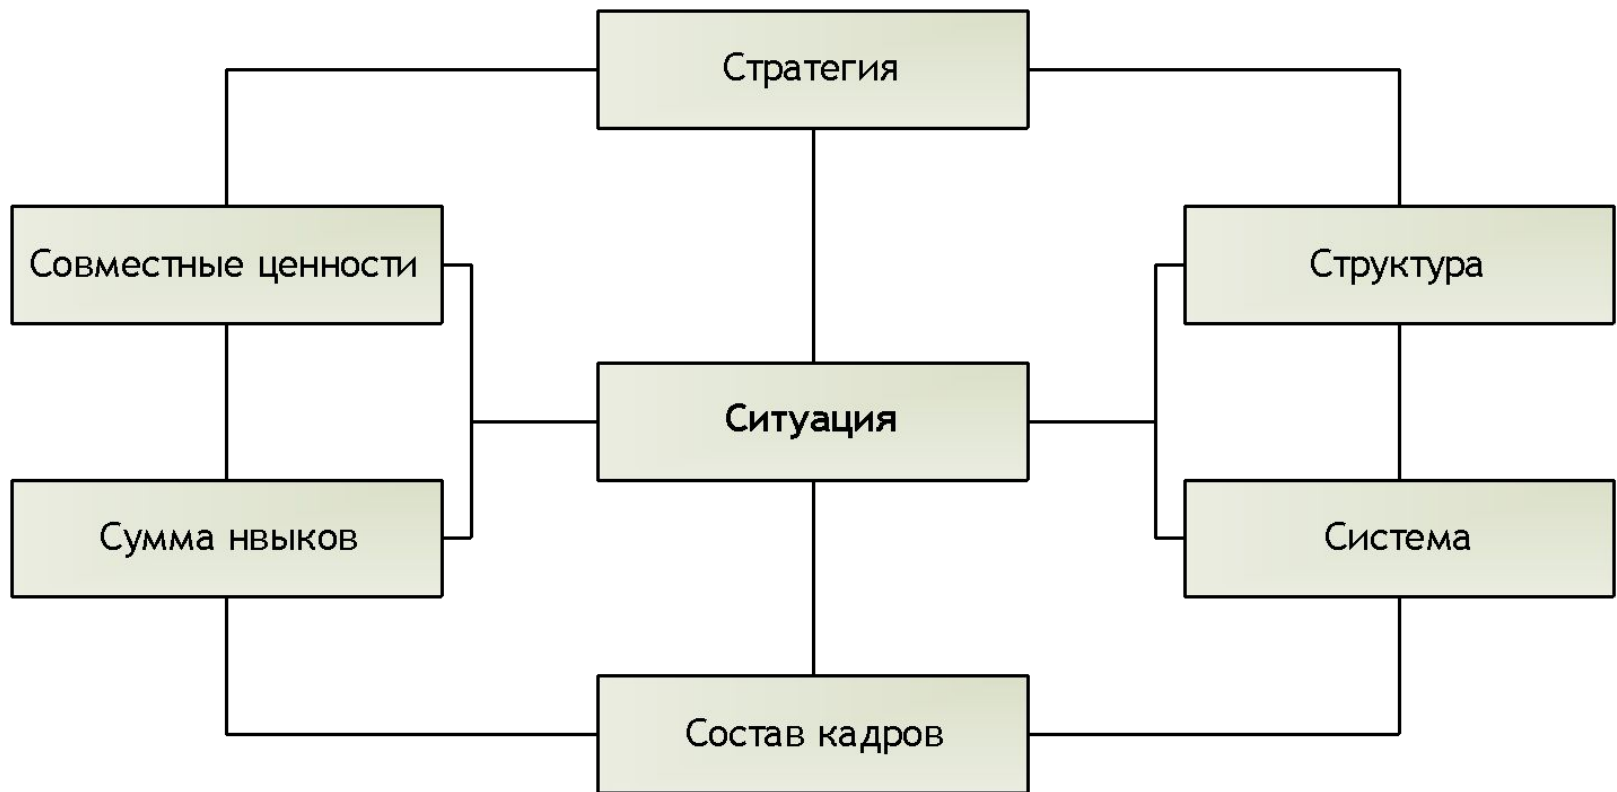 Стратегия
Совместные ценности
Структура
Ситуация
Сумма нвыков
Система
Состав кадров